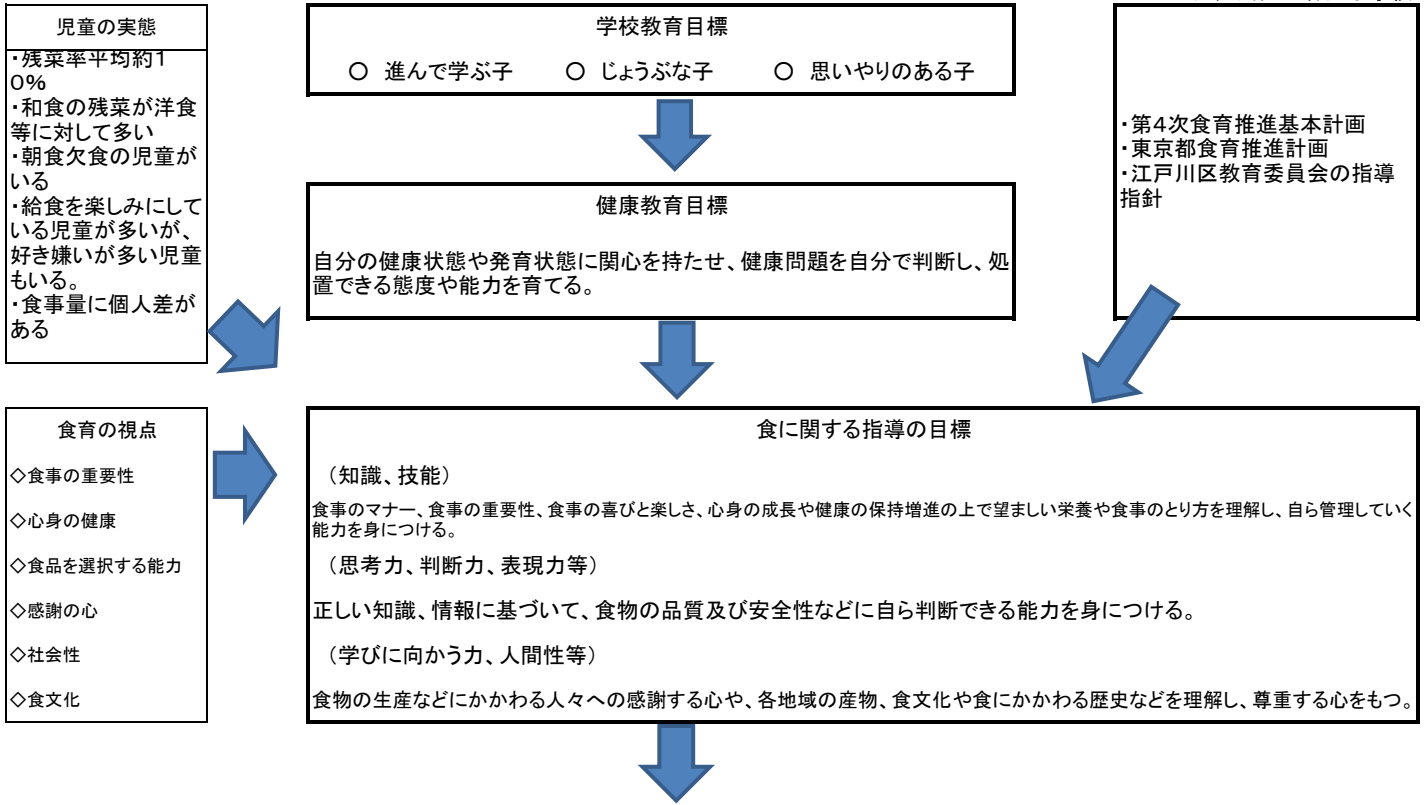 児童の実態
・残菜率平均約1
0%
・和食の残菜が洋食
等に対して多い
・朝食欠食の児童が
いる
・給食を楽しみにして
いる児童が多いが、
好き嫌いが多い児童
もいる。
・食事量に個人差が
ある
学校教育目標
○ 進んで学ぶ子 ○ じょうぶな子 ○ 思いやりのある子
健康教育目標
自分の健康状態や発育状態に関心を持たせ、健康問題を自分で判断し、処
置できる態度や能力を育てる。
・第4次食育推進基本計画
・東京都食育推進計画
・江戸川区教育委員会の指導
指針
食育の視点
◇食事の重要性
◇心身の健康
◇食品を選択する能力
◇感謝の心
◇社会性
◇食文化
食に関する指導の目標
(知識、技能)
食事のマナー、食事の重要性、食事の喜びと楽しさ、心身の成長や健康の保持増進の上で望ましい栄養や食事のとり方を理解し、自ら管理していく
能力を身につける。
(思考力、判断力、表現力等)
正しい知識、情報に基づいて、食物の品質及び安全性などに自ら判断できる能力を身につける。
(学びに向かう力、人間性等)
食物の生産などにかかわる人々への感謝する心や、各地域の産物、食文化や食にかかわる歴史などを理解し、尊重する心をもつ。